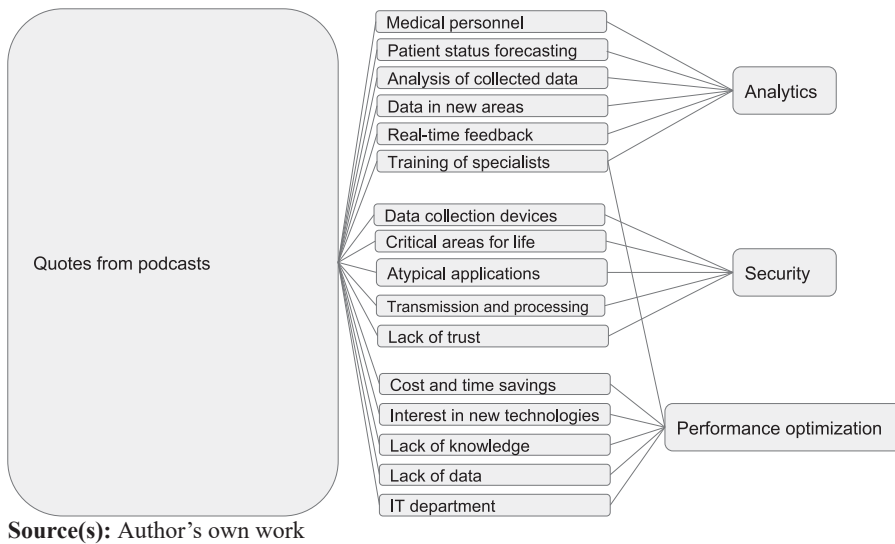 Quotes from podcasts
Medical personnel
Patient status forecasting
Analysis of collected data
Data in new areas
Real-time feedback
Training of specialists
Data collection devices
Critical areas for life
Atypical applications
Transmission and processing
Lack of trust
Cost and time savings
Interest in new technologies
Lack of knowledge
Lack of data
IT department
Analytics
Security
Performance optimization
Source(s): Author’s own work